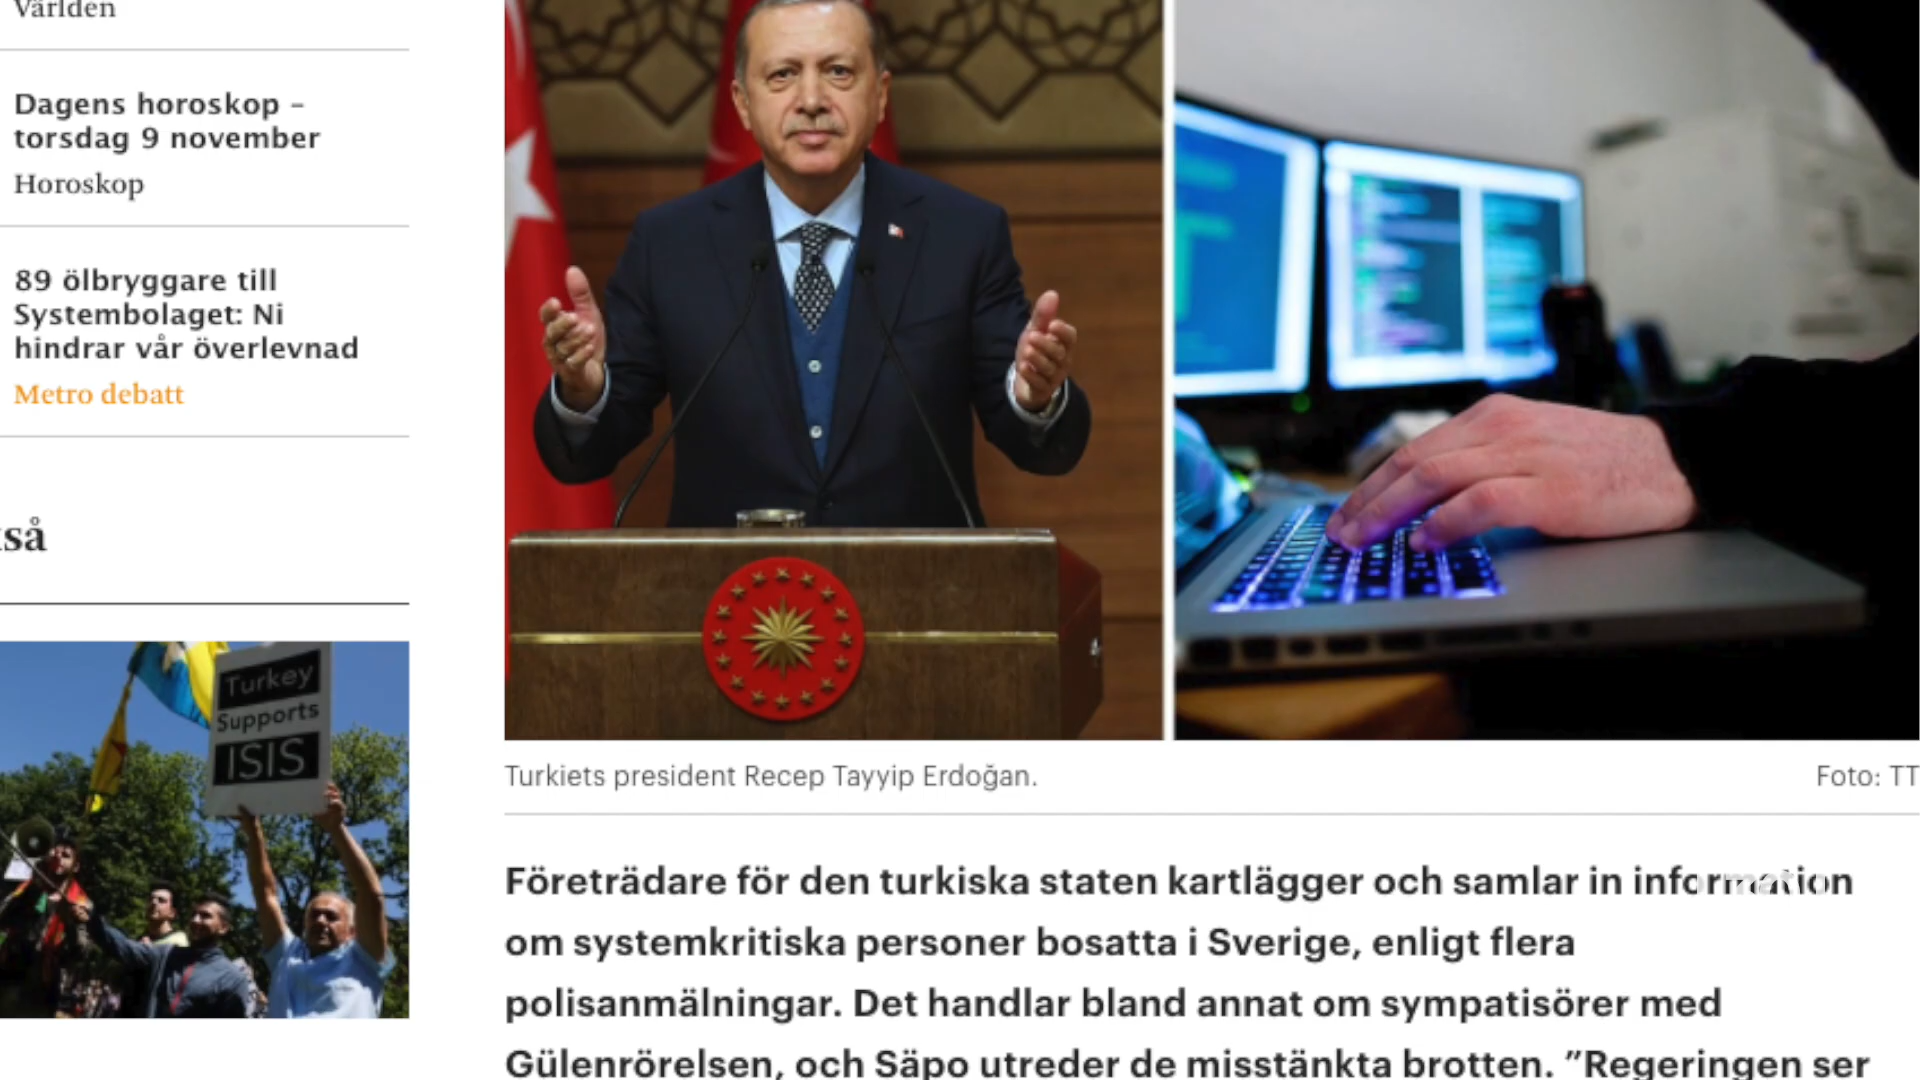 Världen
Dagens horoskop –
torsdag 9 november
Horoskop
89 ölbryggare till
Systembolaget: Ni
hindrar vår överlevnad
Metro debatt
så
Turkey
Supports
ISIS
Turkiets president Recep Tayyip Erdoğan.
Foto: TT
Företrädare för den turkiska staten kartlägger och samlar in information
om systemkritiska personer bosatta i Sverige, enligt flera
polisanmälningar. Det handlar bland annat om sympatisörer med
Gülenrörelsen, och Säpo utreder de misstänkta brotten. ”Regeringen ser